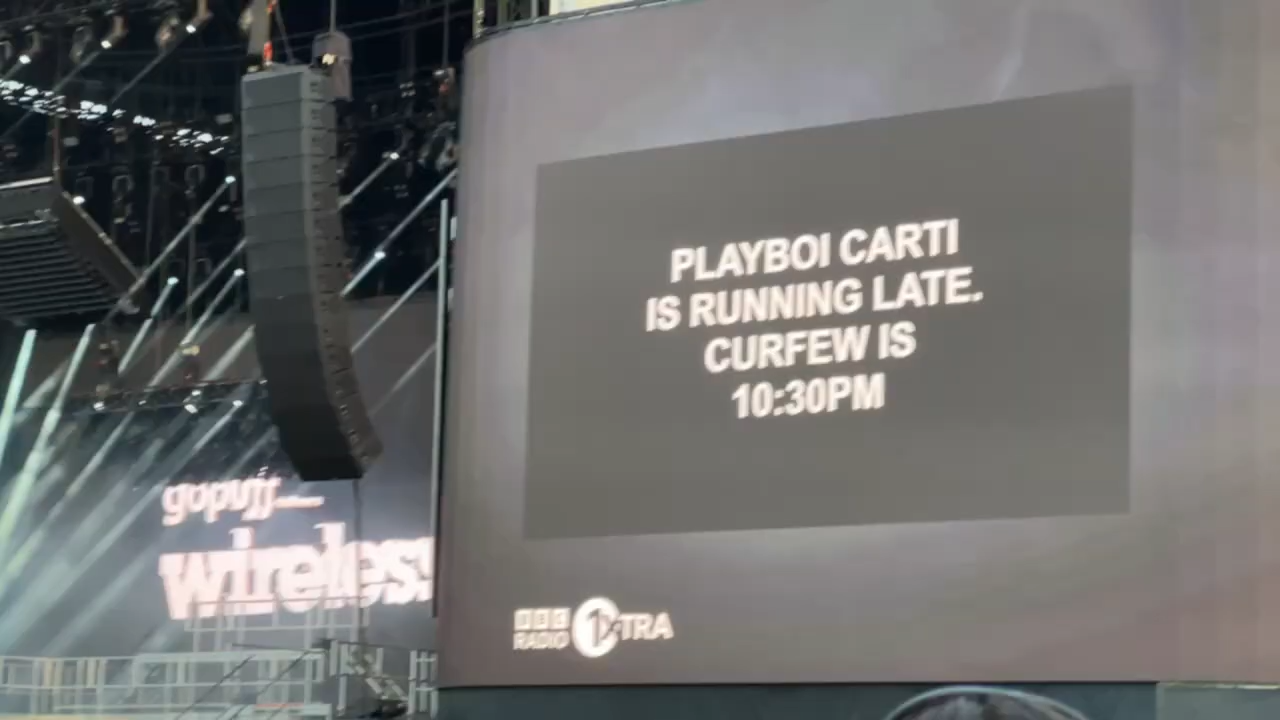 PLAYBOI CARTI
IS RUNNING LATE.
CURFEW IS
10:30PM
gopuff
wireless
BBC
RADIO 1XTRA